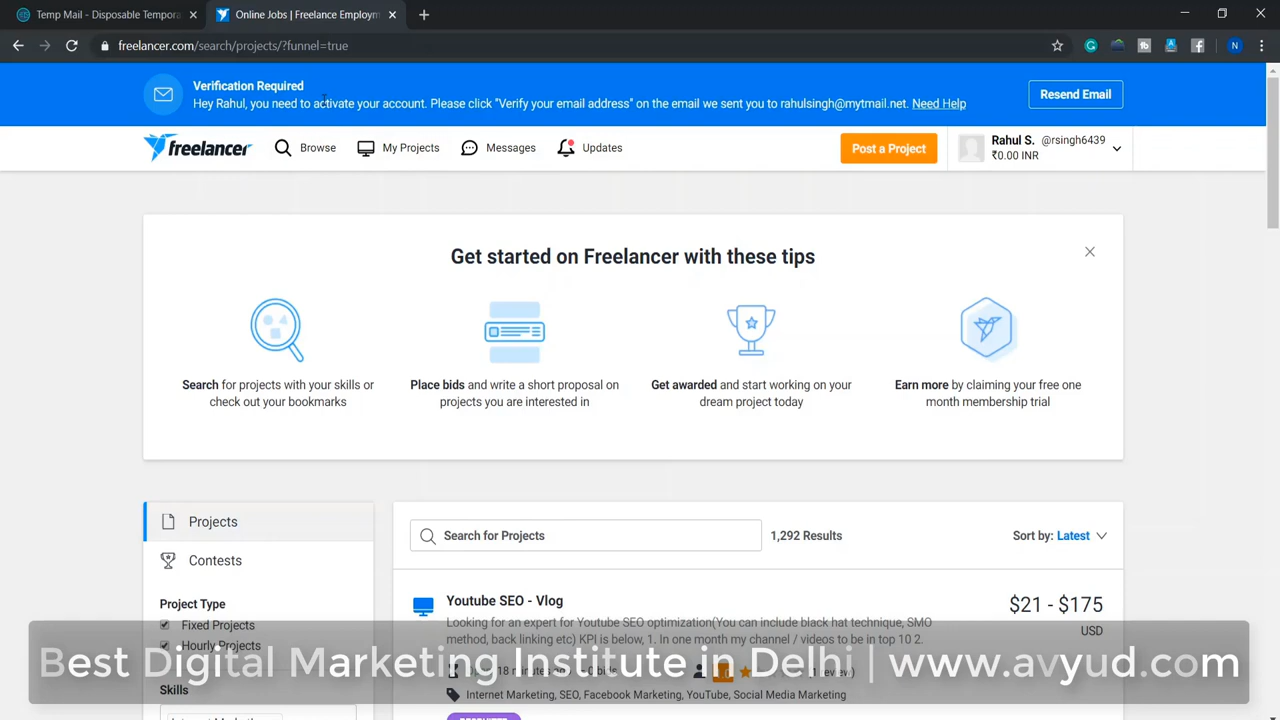 Temp Mail - Disposable Tempora
Online Jobs | Freelance Employm
freelancer.com/search/projects/?funnel=true
N
Verification Required
Hey Rahul, you need to activate your account. Please click "Verify your email address" on the email we sent you to rahulsingh@mytmail.net. Need Help
Resend Email
freelancer
Browse
My Projects
Messages
Updates
Post a Project
Rahul S. @rsingh6439
₹0.00 INR
Get started on Freelancer with these tips
Search for projects with your skills or
check out your bookmarks
Place bids and write a short proposal on
projects you are interested in
Get awarded and start working on your
dream project today
Earn more by claiming your free one
month membership trial
Projects
Contests
Project Type
Fixed Projects
Hourly Projects
Skills
Search for Projects
1,292 Results
Sort by: Latest
Youtube SEO - Vlog
$21 - $175
USD
Looking for an expert for Youtube SEO optimization(You can include black hat technique, SMO
method, back linking etc) KPI is below, 1. In one month my channel / videos to be in top 10 2.
Internet Marketing, SEO, Facebook Marketing, YouTube, Social Media Marketing
Best Digital Marketing Institute in Delhi | www.avyud.com